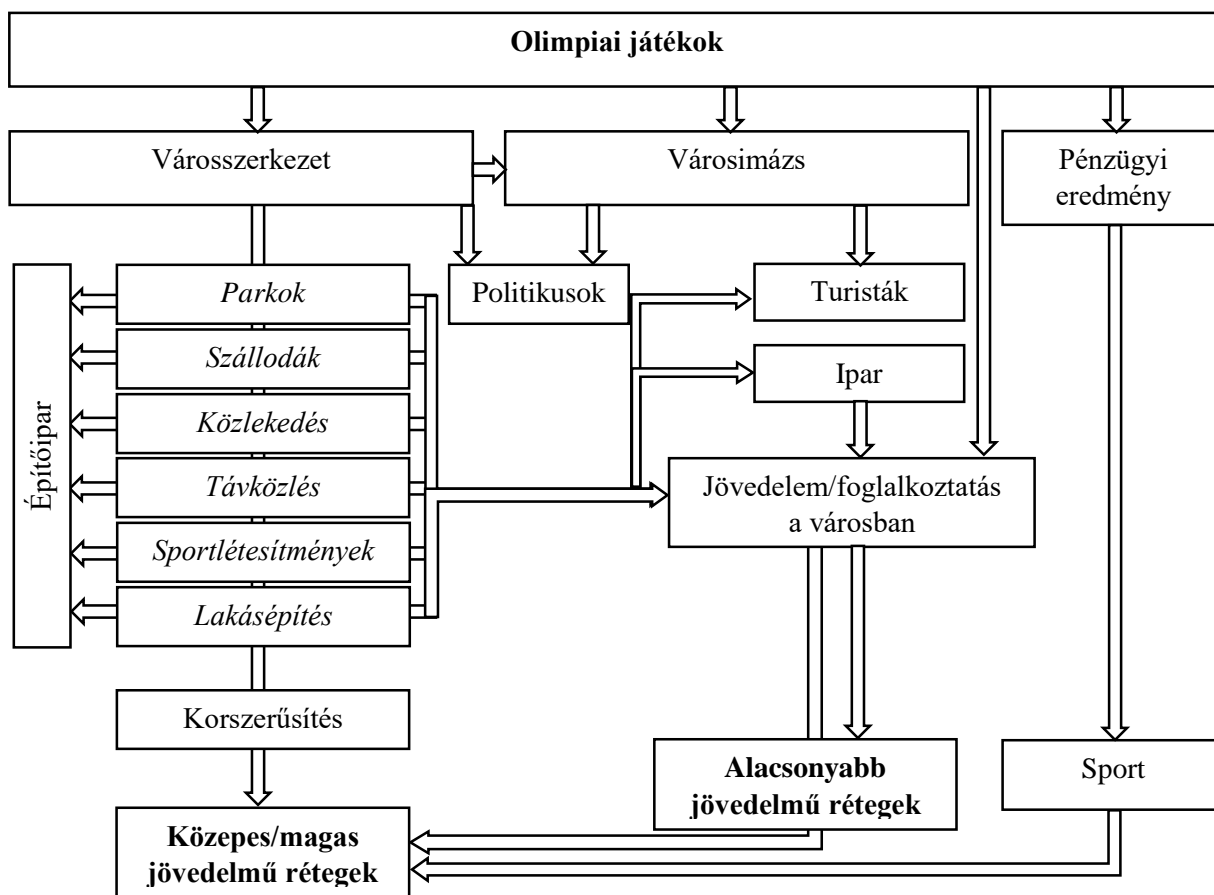 Olimpiai játékok
Városszerkezet
Városimázs
Pénzügyi
eredmény
Építőipar
Parkok
Politikusok
Turisták
Szállodák
Ipar
Közlekedés
Távközlés
Jövedelem/foglalkoztatás
a városban
Sportlétesítmények
Lakásépítés
Korszerűsítés
Alacsonyabb
jövedelmű rétegek
Sport
Közepes/magas
jövedelmű rétegek